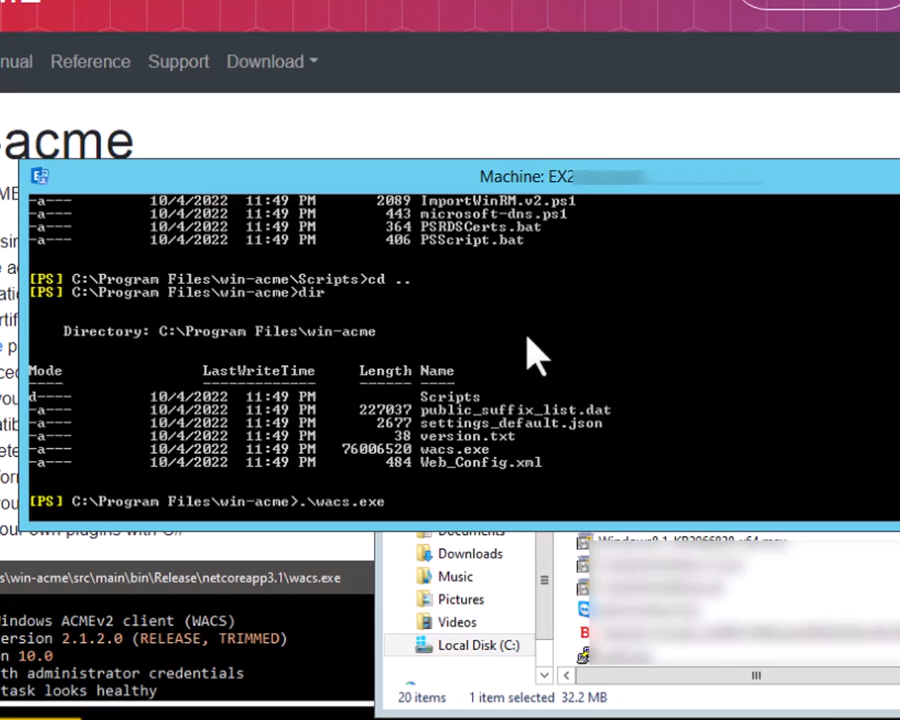 nual Reference Support Download
-acme
Machine: EX2
-a--- 10/4/2022 11:49 PM 2089 ImportWinRM.v2.ps1
-a--- 10/4/2022 11:49 PM 443 microsoft-dns.ps1
-a--- 10/4/2022 11:49 PM 364 PSRDSCerts.bat
-a--- 10/4/2022 11:49 PM 406 PSScript.bat
[PS] C:\Program Files\win-acme\Scripts>cd ..
[PS] C:\Program Files\win-acme>dir
Directory: C:\Program Files\win-acme
Mode LastWriteTime Length Name
---- ------------- ------ ----
d---- 10/4/2022 11:49 PM Scripts
-a--- 10/4/2022 11:49 PM 227037 public_suffix_list.dat
-a--- 10/4/2022 11:49 PM 2677 settings_default.json
-a--- 10/4/2022 11:49 PM 38 version.txt
-a--- 10/4/2022 11:49 PM 76006520 wacs.exe
-a--- 10/4/2022 11:49 PM 484 Web_Config.xml
[PS] C:\Program Files\win-acme>.\wacs.exe
Documents
Downloads
Music
Pictures
Videos
Local Disk (C:)
20 items 1 item selected 32.2 MB
s\win-acme\src\main\bin\Release\netcoreapp3.1\wacs.exe
indows ACMEv2 client (WACS)
ersion 2.1.2.0 (RELEASE, TRIMMED)
n 10.0
th administrator credentials
task looks healthy